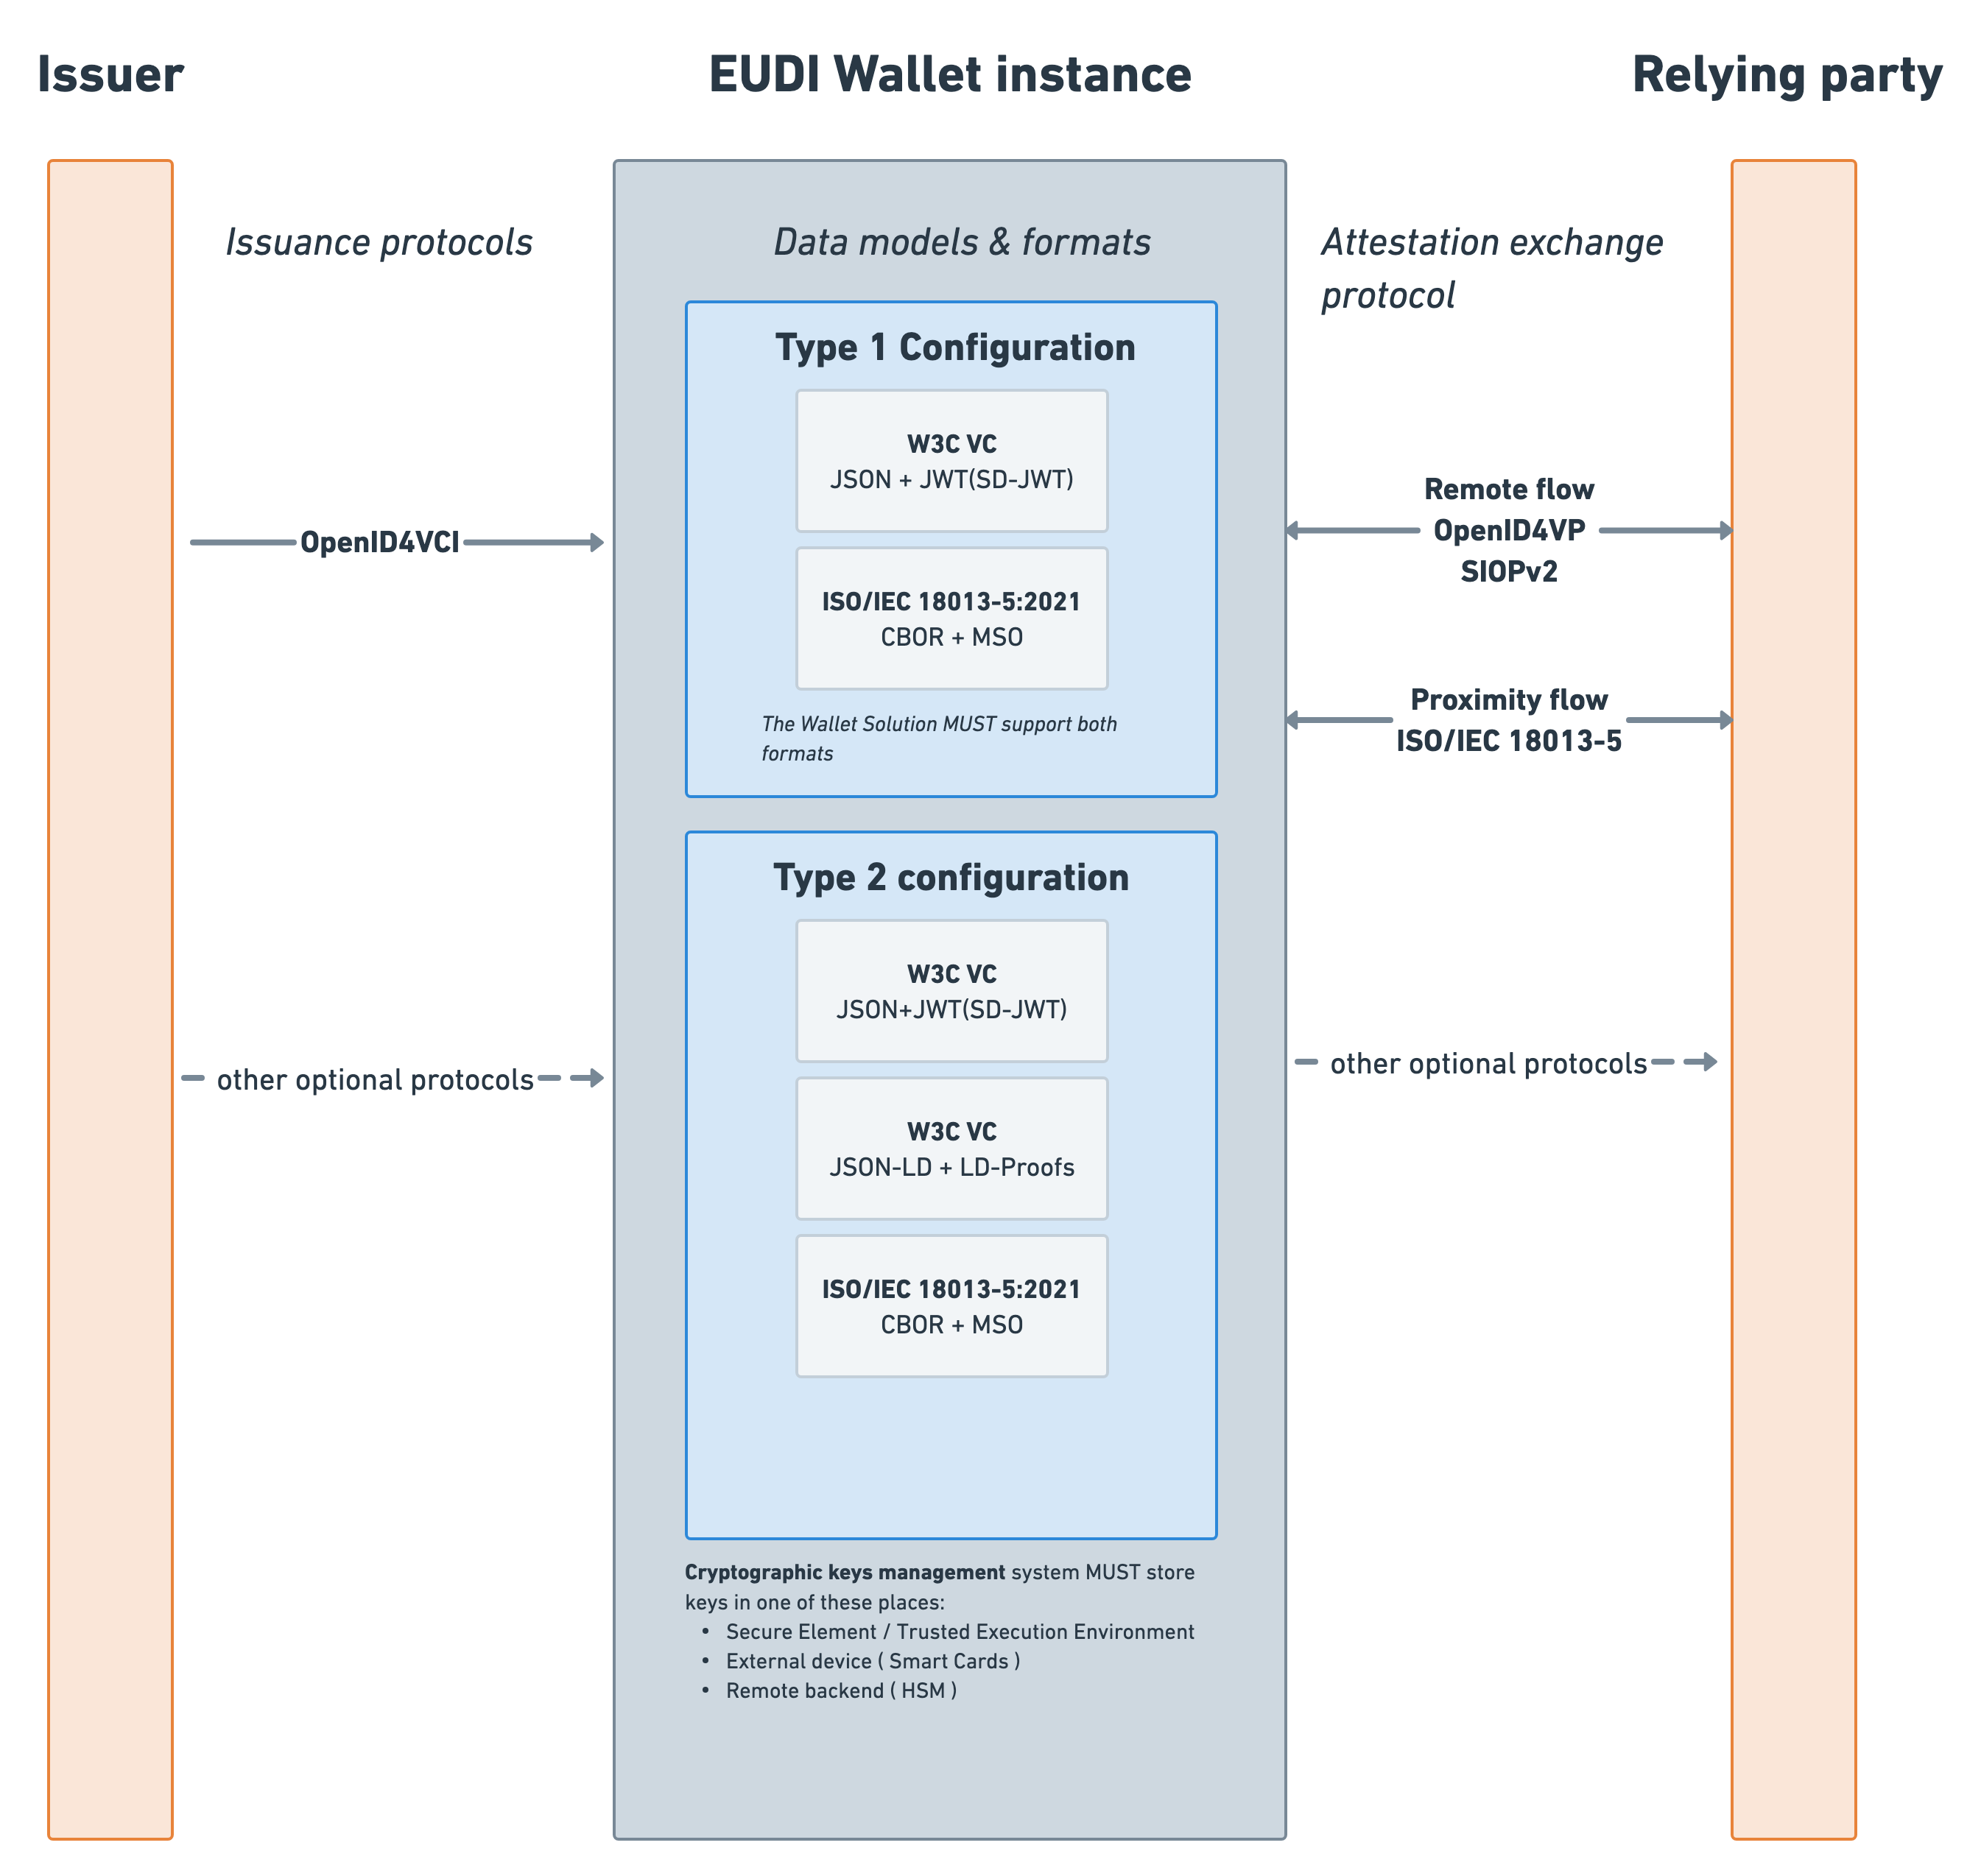 Issuer
EUDI Wallet instance
Relying party
Issuance protocols
Data models & formats
Attestation exchange
protocol
Type 1 Configuration
W3C VC
JSON + JWT(SD-JWT)
OpenID4VCI
Remote flow
OpenID4VP
SIOPv2
ISO/IEC 18013-5:2021
CBOR + MSO
Proximity flow
ISO/IEC 18013-5
The Wallet Solution MUST support both
formats
Type 2 configuration
W3C VC
JSON+JWT(SD-JWT)
other optional protocols
other optional protocols
W3C VC
JSON-LD + LD-Proofs
ISO/IEC 18013-5:2021
CBOR + MSO
Cryptographic keys management system MUST store
keys in one of these places:
• Secure Element / Trusted Execution Environment
• External device ( Smart Cards )
• Remote backend ( HSM )